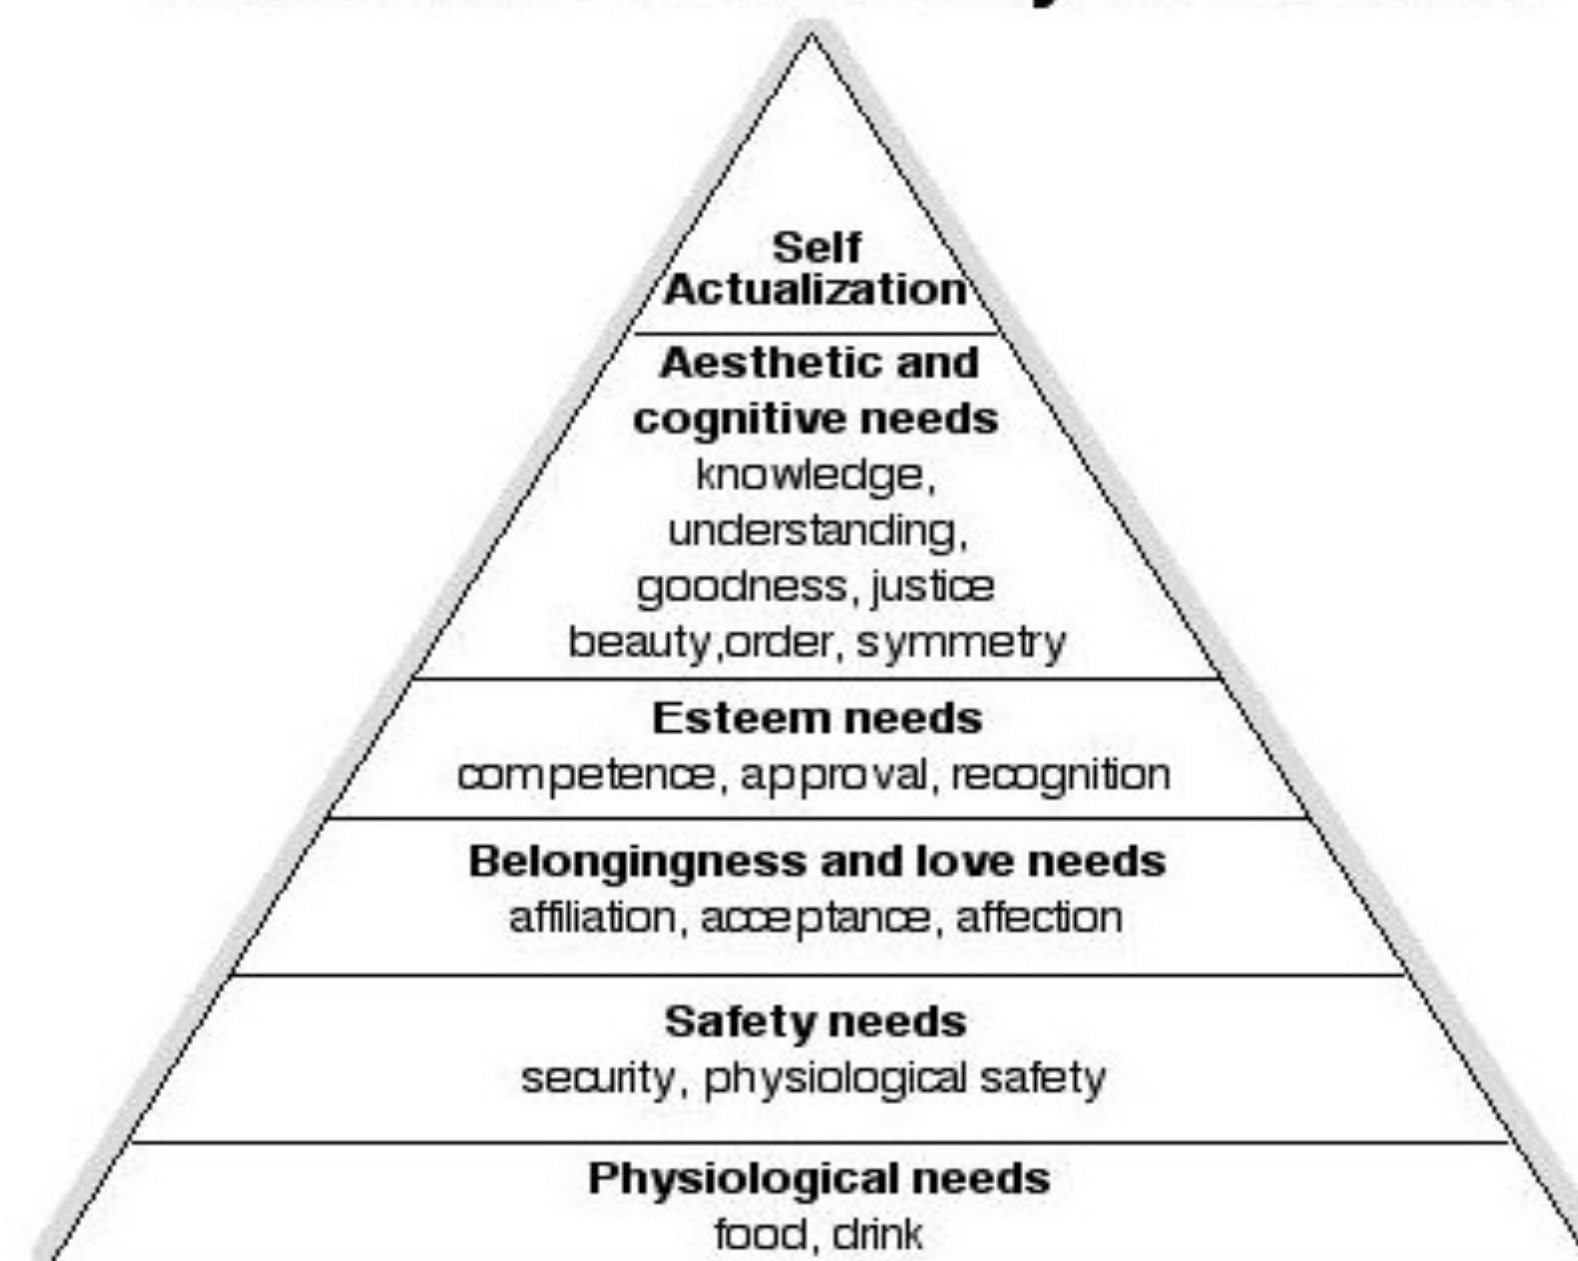 Self
Actualization
Aesthetic and
cognitive needs
knowledge,
understanding,
goodness, justice
beauty,order, symmetry
Esteem needs
competence, approval, recognition
Belongingness and love needs
affiliation, acceptance, affection
Safety needs
security, physiological safety
Physiological needs
food, drink